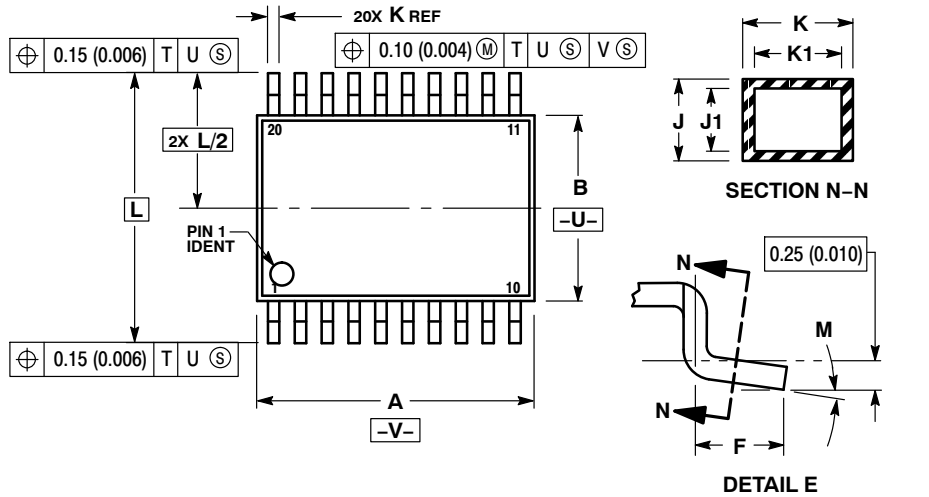 20X K REF
⌖ 0.15 (0.006) T U Ⓢ
⌖ 0.10 (0.004) Ⓜ T U Ⓢ V Ⓢ
2X L/2
L
20
11
PIN 1
IDENT
1
10
B
–U–
⌖ 0.15 (0.006) T U Ⓢ
A
–V–
K
K1
J
J1
SECTION N–N
0.25 (0.010)
N
M
N
F
DETAIL E